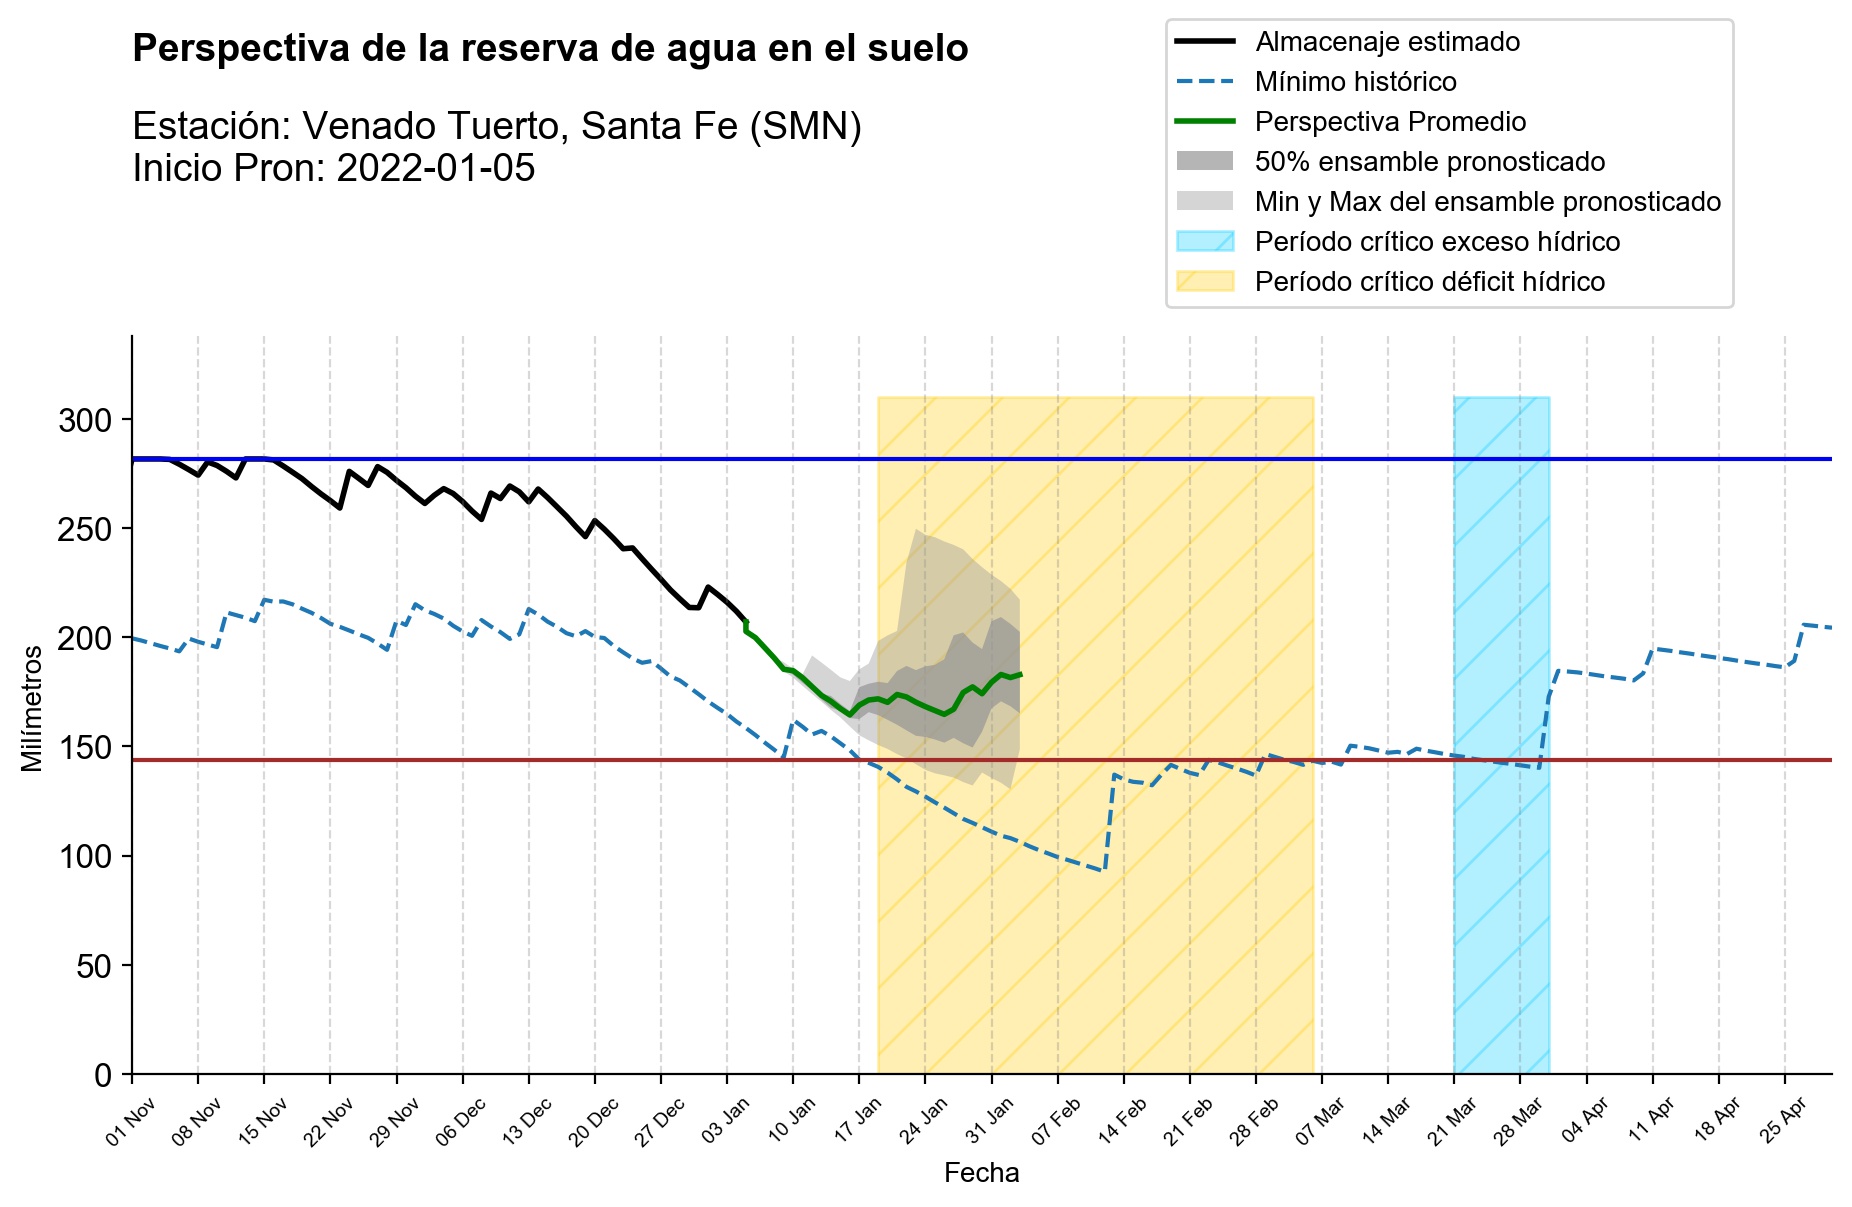 Perspectiva de la reserva de agua en el suelo
Estación: Venado Tuerto, Santa Fe (SMN)
Inicio Pron: 2022-01-05
Almacenaje estimado
Mínimo histórico
Perspectiva Promedio
50% ensamble pronosticado
Min y Max del ensamble pronosticado
Período crítico exceso hídrico
Período crítico déficit hídrico
300
250
200
150
100
50
0
Milímetros
01 Nov
08 Nov
15 Nov
22 Nov
29 Nov
06 Dec
13 Dec
20 Dec
27 Dec
03 Jan
10 Jan
17 Jan
24 Jan
31 Jan
07 Feb
14 Feb
21 Feb
28 Feb
07 Mar
14 Mar
21 Mar
28 Mar
04 Apr
11 Apr
18 Apr
25 Apr
Fecha